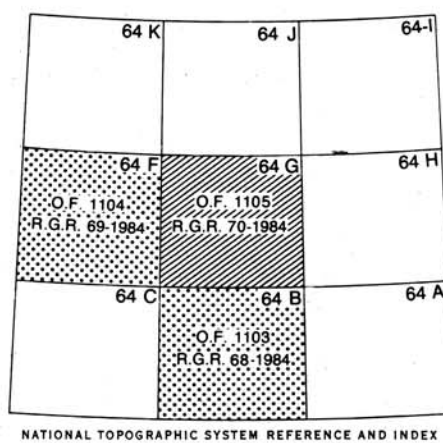 64 K 64 J 64-I
64 F 64 G 64 H
O.F. 1104 O.F. 1105
R.G.R. 69-1984 R.G.R. 70-1984
64 C 64 B 64 A
O.F. 1103
R.G.R. 68-1984
NATIONAL TOPOGRAPHIC SYSTEM REFERENCE AND INDEX